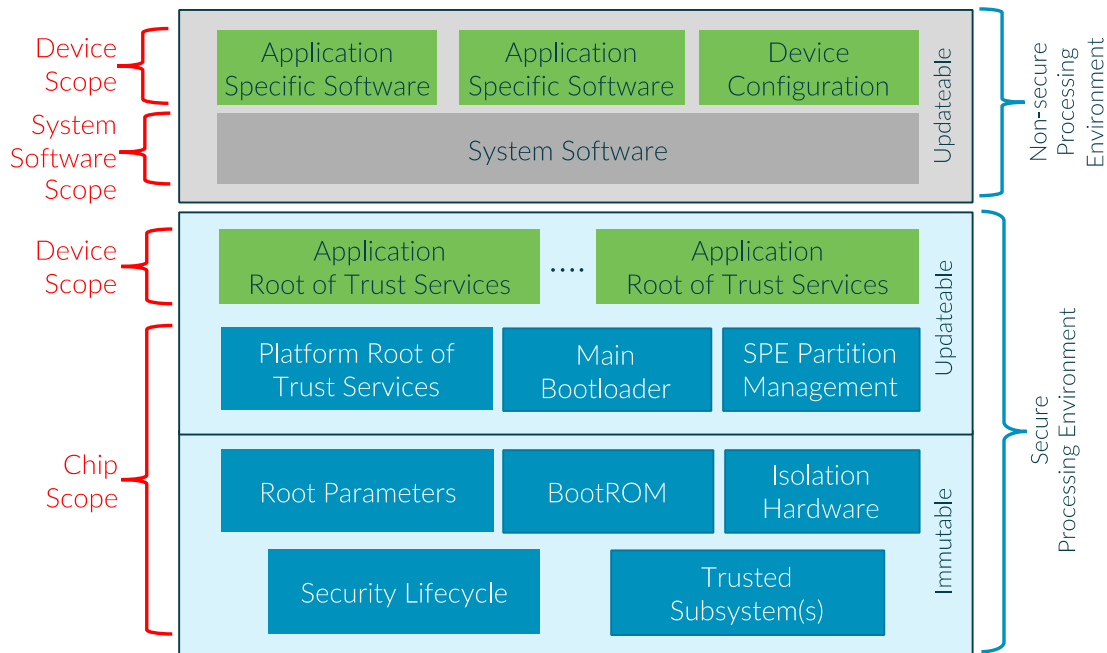 Device
Scope
Application
Specific Software
Application
Specific Software
Device
Configuration
System
Software
Scope
System Software
Updateable
Non-secure
Processing
Environment
Device
Scope
Application
Root of Trust Services
....
Application
Root of Trust Services
Platform Root of
Trust Services
Main
Bootloader
SPE Partition
Management
Updateable
Chip
Scope
Root Parameters
BootROM
Isolation
Hardware
Security Lifecycle
Trusted
Subsystem(s)
Immutable
Secure
Processing Environment